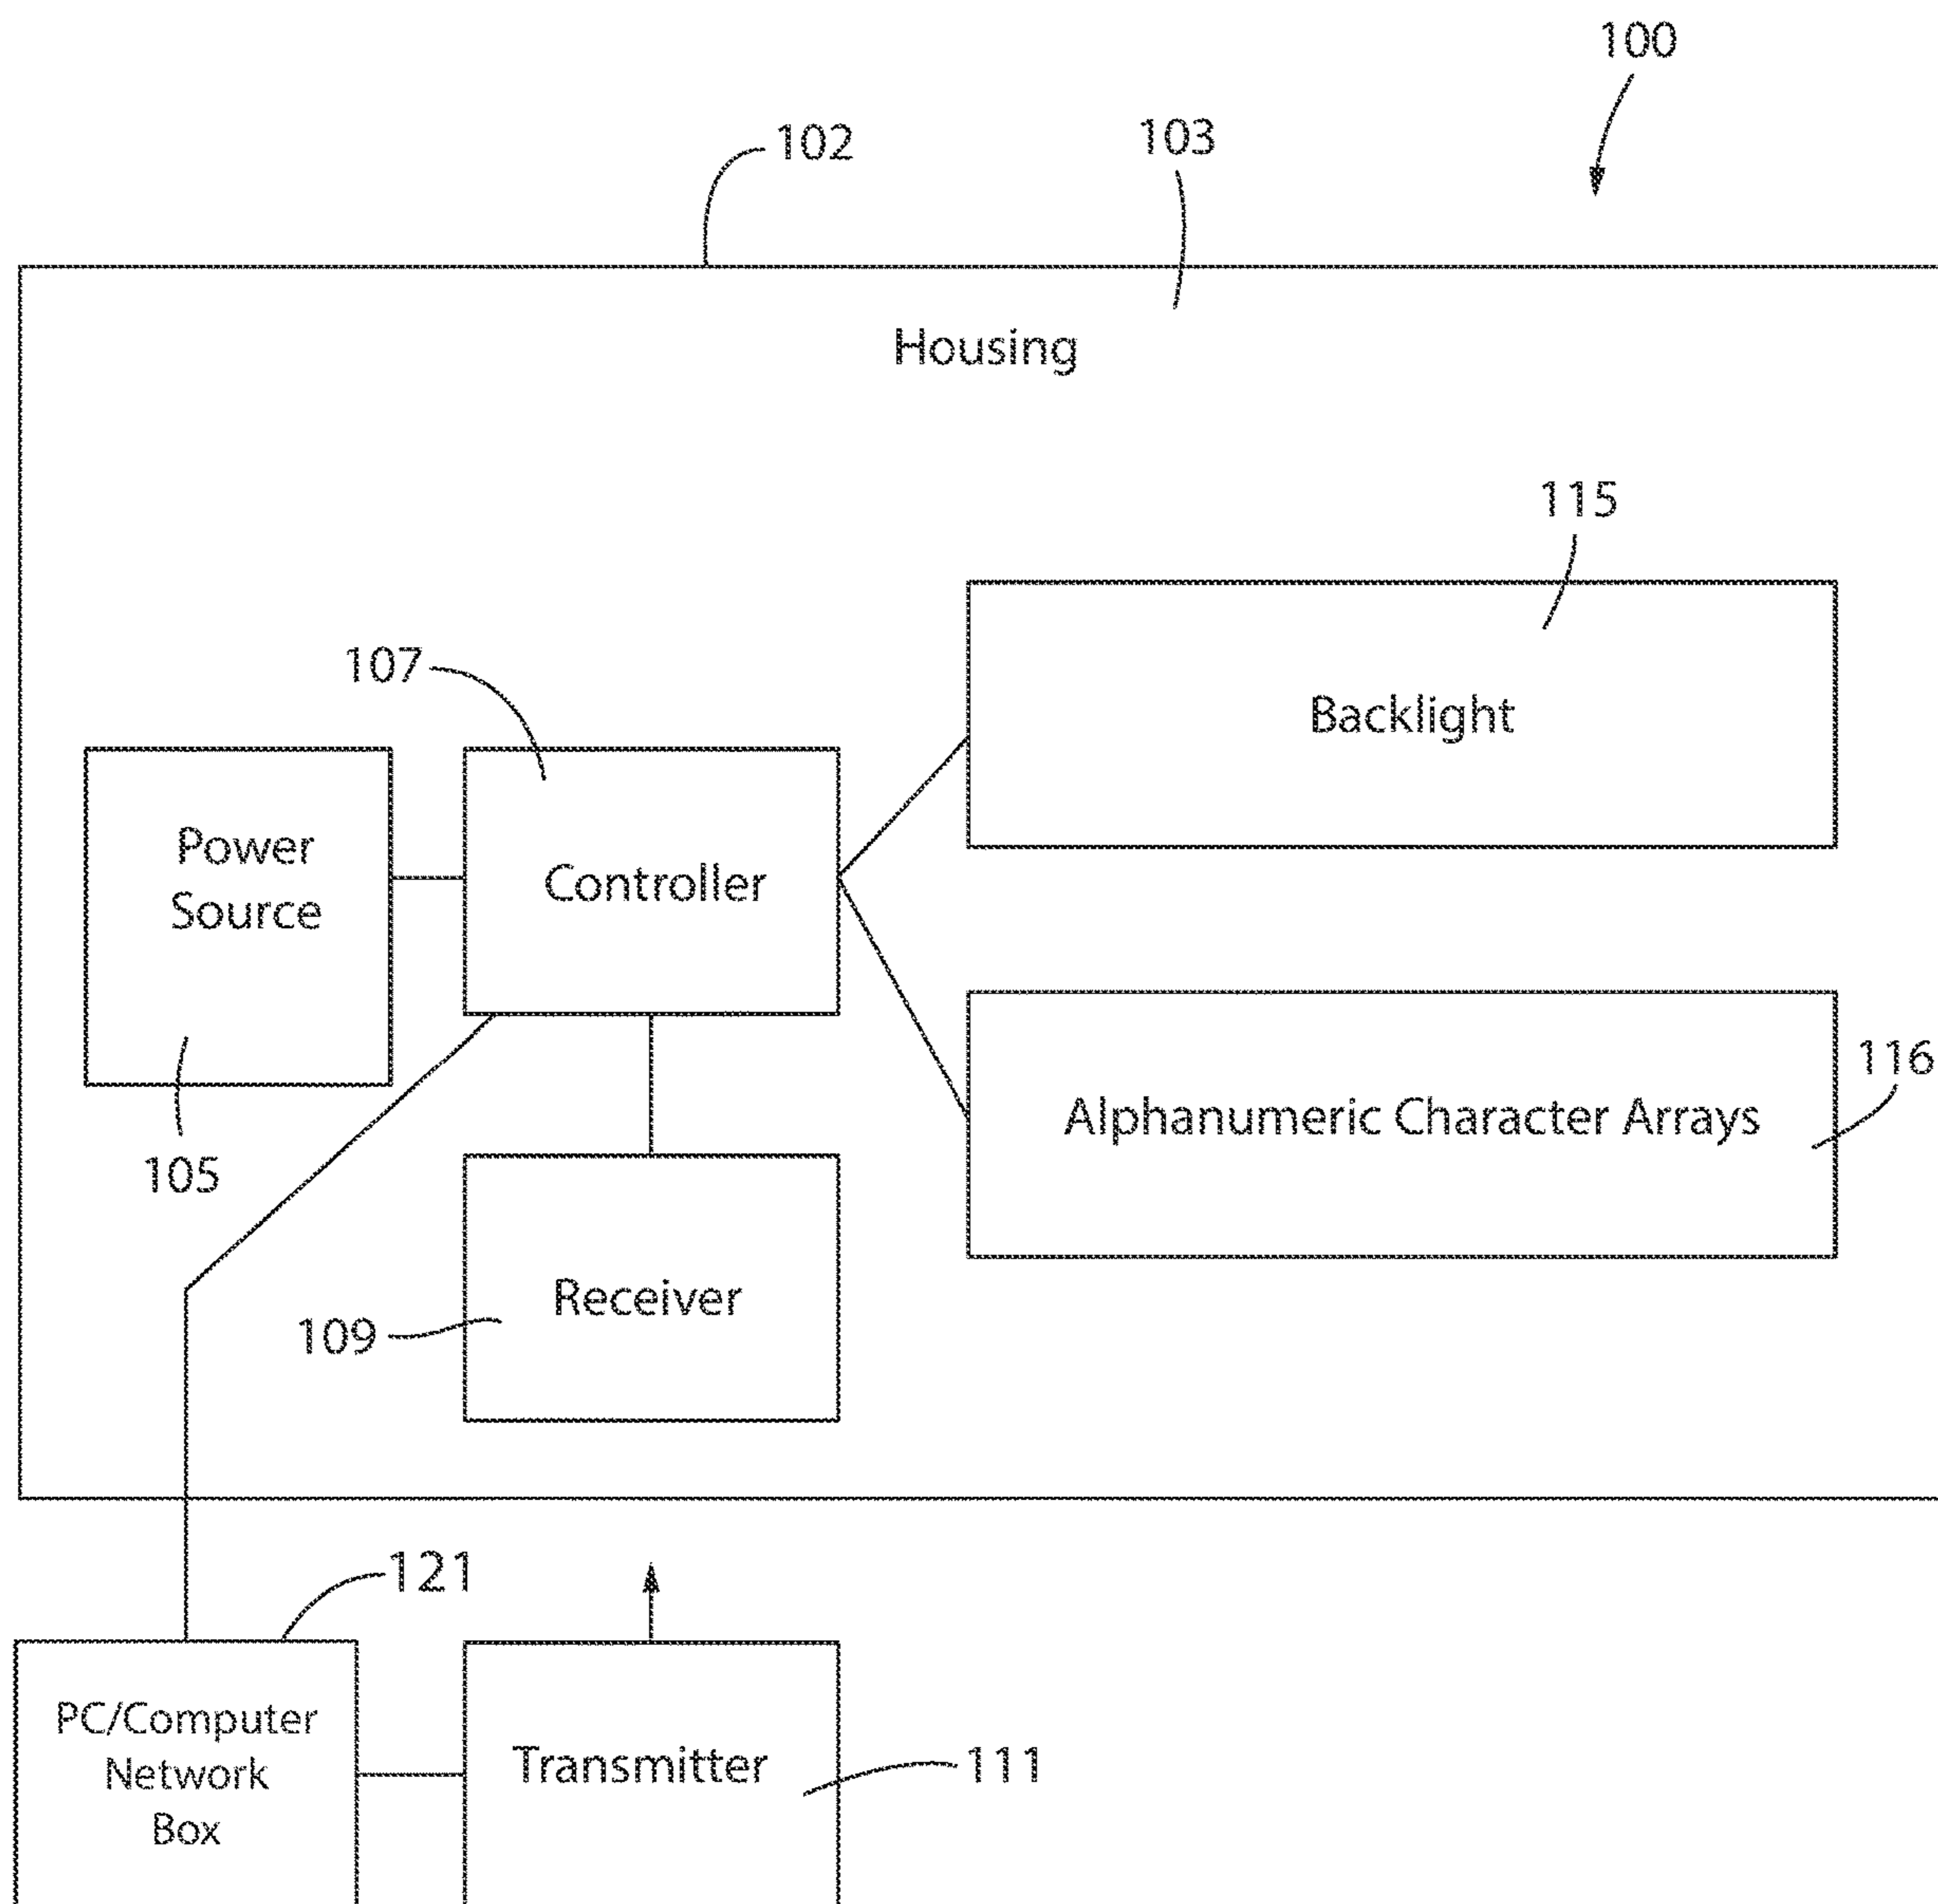 100
102
103
Housing
115
107
Backlight
Power
Source
Controller
116
Alphanumeric Character Arrays
105
Receiver
109
121
PC/Computer
Network
Box
Transmitter
111